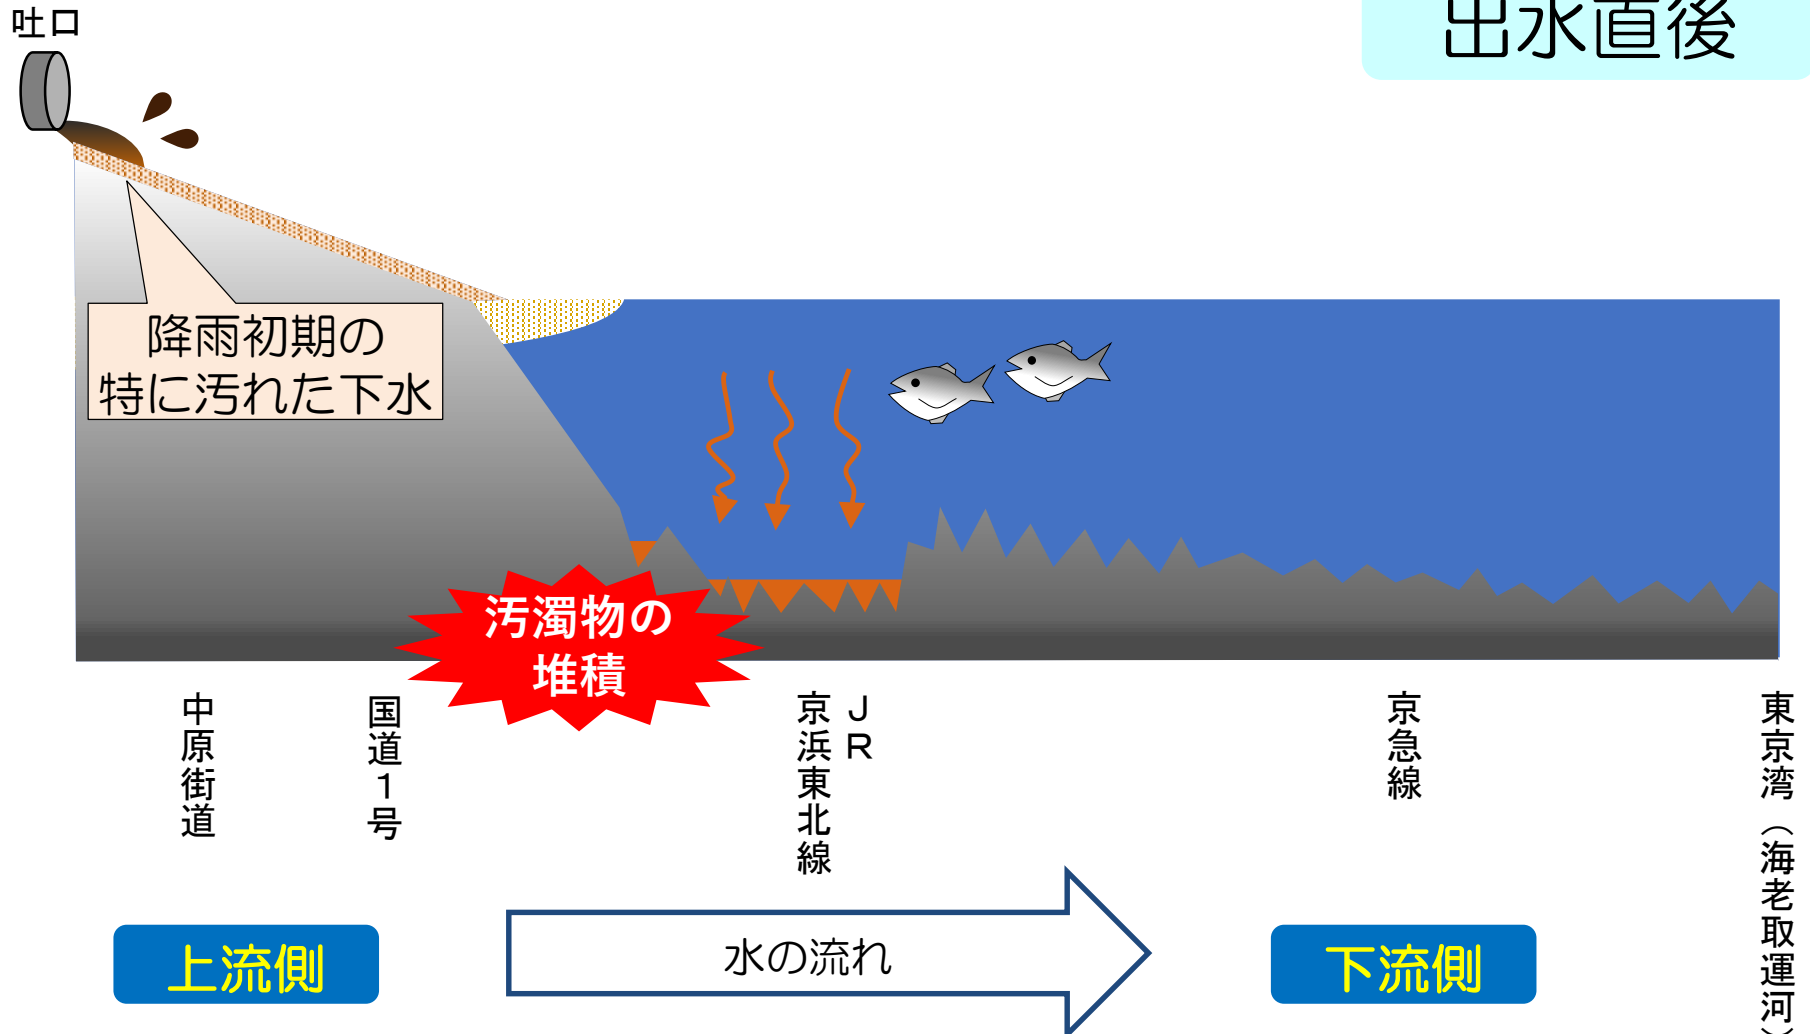 吐口
出水直後
降雨初期の
特に汚れた下水
汚濁物の
堆積
中原街道
国道１号
ＪＲ
京浜東北線
京急線
東京湾（海老取運河）
上流側
水の流れ
下流側